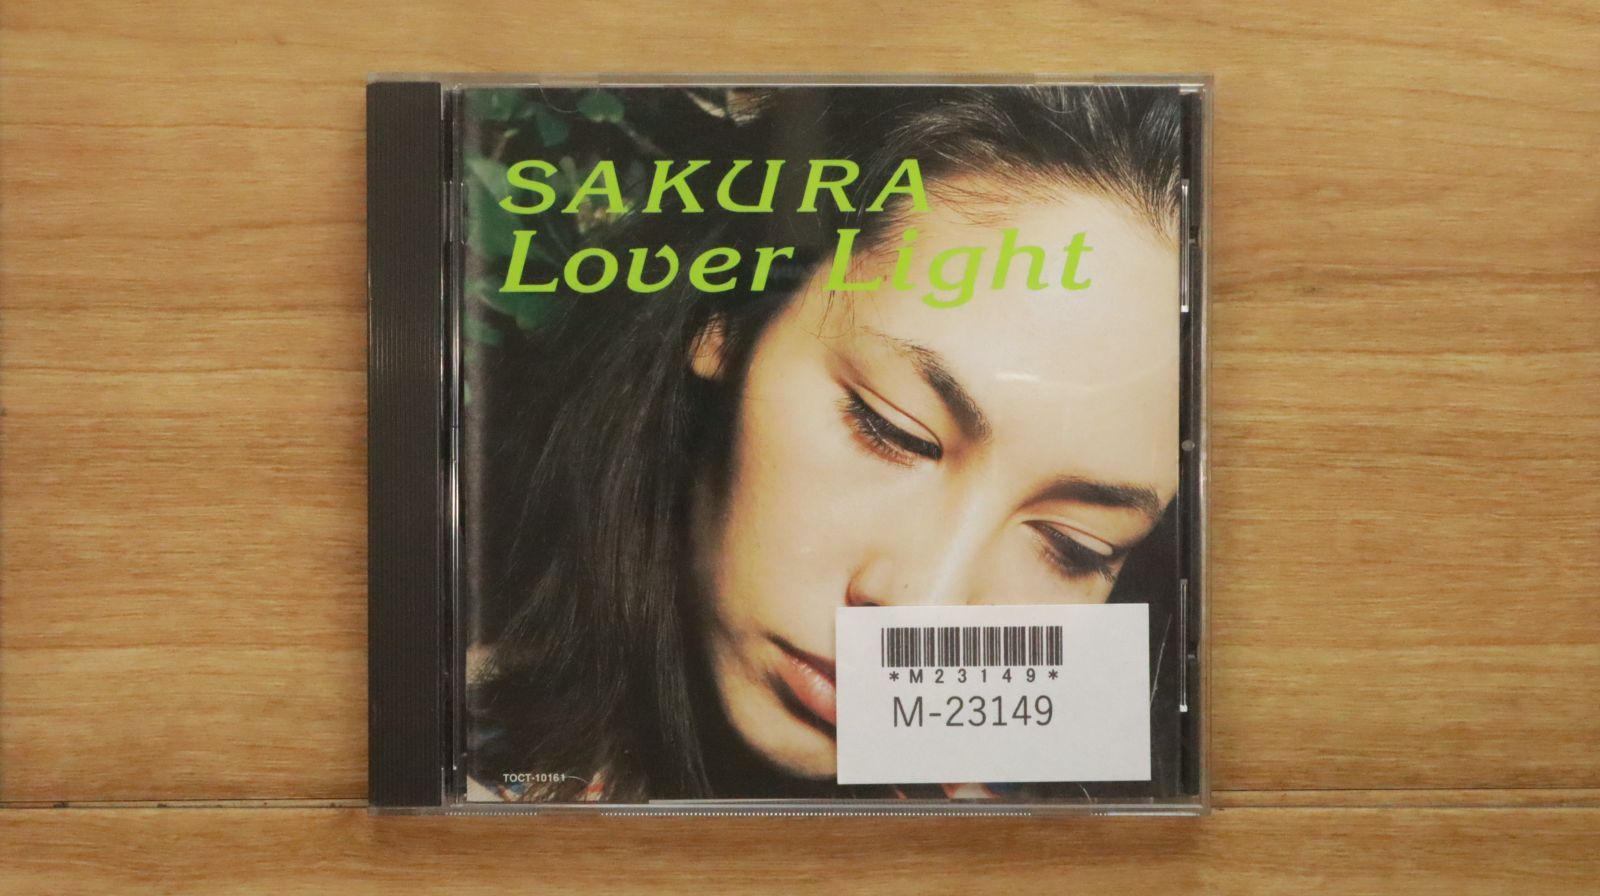 SAKURA
Lover Light
*M23149*
M-23149
TOCT-10161